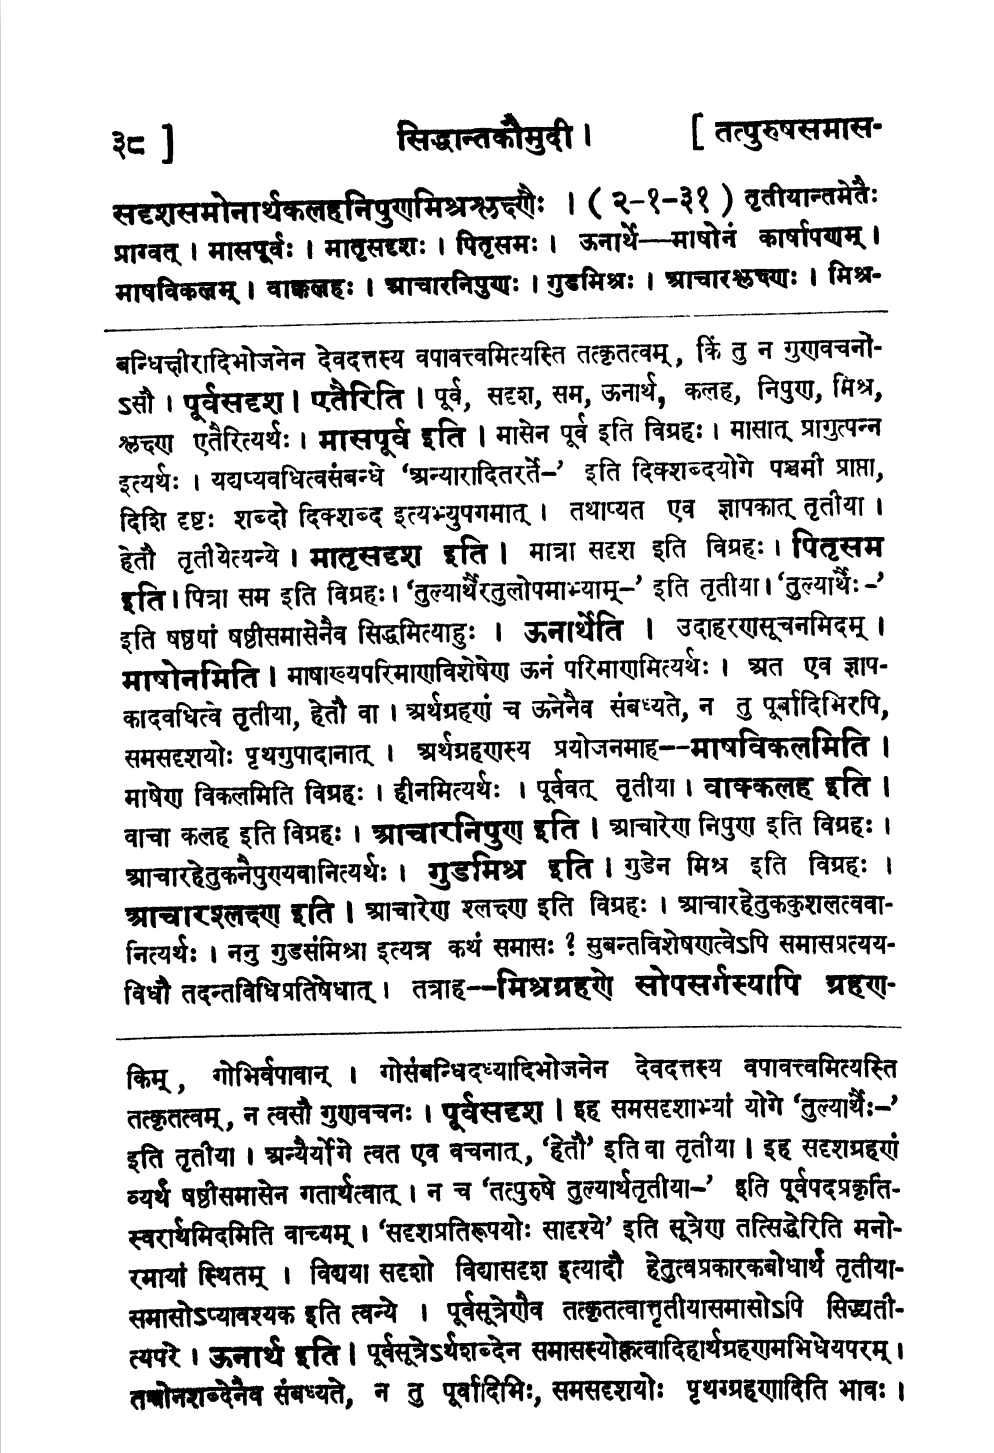 ३८ ] सिद्धान्तकौमुदी । [ तत्पुरुषसमास-
सदृशसमोनार्थकलहनिपुणमिश्रश्लक्ष्णैः । ( २-१-३१ ) तृतीयान्तमेतैः
प्राग्वत् । मासपूर्वः । मातृसदृशः । पितृसमः । ऊनार्थे—माषोनं कार्षापणम् ।
माषविकलम् । वाक्कलहः । आचारनिपुणः । गुडमिश्रः । आचारश्लक्ष्णः । मिश्र-
बन्धिक्षीरादिभोजनेन देवदत्तस्य वपावत्त्वमित्यस्ति तत्कृतत्वम् , किं तु न गुणवचनो-
ऽसौ । पूर्वसदृश । एतैरिति । पूर्व, सदृश, सम, ऊनार्थ, कलह, निपुण, मिश्र,
श्लक्ष्ण एतैरित्यर्थः । मासपूर्व इति । मासेन पूर्व इति विग्रहः । मासात् प्रागुत्पन्न
इत्यर्थः । यद्यप्यवधित्वसंबन्धे ‘अन्यारादितरर्ते–’ इति दिक्शब्दयोगे पञ्चमी प्राप्ता,
दिशि दृष्टः शब्दो दिक्शब्द इत्यभ्युपगमात् । तथाप्यत एव ज्ञापकात् तृतीया ।
हेतौ तृतीयेत्यन्ये । मातृसदृश इति । मात्रा सदृश इति विग्रहः । पितृसम
इति । पित्रा सम इति विग्रहः । ‘तुल्यार्थैरतुलोपमाभ्याम्–’ इति तृतीया । ‘तुल्यार्थैः –’
इति षष्ठ्यां षष्ठीसमासेनैव सिद्धमित्याहुः । ऊनार्थेति । उदाहरणसूचनमिदम् ।
माषोनमिति । माषाख्यपरिमाणविशेषेण ऊनं परिमाणमित्यर्थः । अत एव ज्ञाप-
कादवधित्वे तृतीया, हेतौ वा । अर्थग्रहणं च ऊनेनैव संबध्यते, न तु पूर्वादिभिरपि,
समसदृशयोः पृथगुपादानात् । अर्थग्रहणस्य प्रयोजनमाह--माषविकलमिति ।
माषेण विकलमिति विग्रहः । हीनमित्यर्थः । पूर्ववत् तृतीया । वाक्कलह इति ।
वाचा कलह इति विग्रहः । आचारनिपुण इति । आचारेण निपुण इति विग्रहः ।
आचारहेतुकनैपुण्यवानित्यर्थः । गुडमिश्र इति । गुडेन मिश्र इति विग्रहः ।
आचारश्लक्ष्ण इति । आचारेण श्लक्ष्ण इति विग्रहः । आचारहेतुककुशलत्ववा-
नित्यर्थः । ननु गुडसंमिश्रा इत्यत्र कथं समासः ? सुबन्तविशेषणत्वेऽपि समासप्रत्यय-
विधौ तदन्तविधिप्रतिषेधात् । तत्राह--मिश्रग्रहणे सोपसर्गस्यापि ग्रहण-
किम् , गोभिर्वपावान् । गोसंबन्धिदध्यादिभोजनेन देवदत्तस्य वपावत्त्वमित्यस्ति
तत्कृतत्वम् , न त्वसौ गुणवचनः । पूर्वसदृश । इह समसदृशाभ्यां योगे ‘तुल्यार्थैः–’
इति तृतीया । अन्यैर्योगे त्वत एव वचनात् , ‘हेतौ’ इति वा तृतीया । इह सदृशग्रहणं
व्यर्थं षष्ठीसमासेन गतार्थत्वात् । न च ‘तत्पुरुषे तुल्यार्थतृतीया–’ इति पूर्वपदप्रकृति-
स्वरार्थमिदमिति वाच्यम् । ‘सदृशप्रतिरूपयोः सादृश्ये’ इति सूत्रेण तत्सिद्धेरिति मनो-
रमायां स्थितम् । विद्यया सदृशो विद्यासदृश इत्यादौ हेतुत्वप्रकारकबोधार्थं तृतीया-
समासोऽप्यावश्यक इति त्वन्ये । पूर्वसूत्रेणैव तत्कृतत्वात्तृतीयासमासोऽपि सिद्ध्यती-
त्यपरे । ऊनार्थ इति । पूर्वसूत्रेऽर्थशब्देन समासस्योक्तत्वादिहार्थग्रहणमभिधेयपरम् ।
तच्चोनशब्देनैव संबध्यते, न तु पूर्वादिभिः, समसदृशयोः पृथग्ग्रहणादिति भावः ।